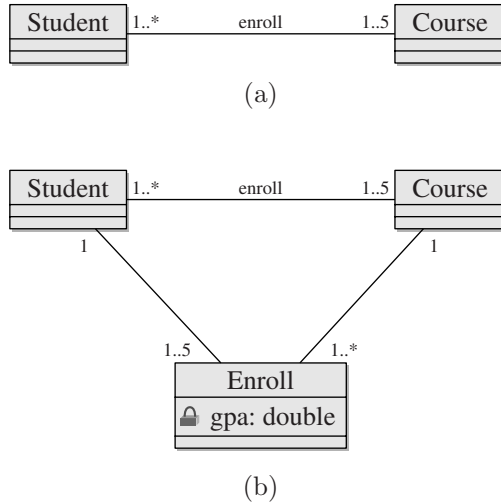 Student 1..* enroll 1..5 Course
(a)
Student 1..* enroll 1..5 Course
1 1
1..5 1..*
Enroll
gpa: double
(b)